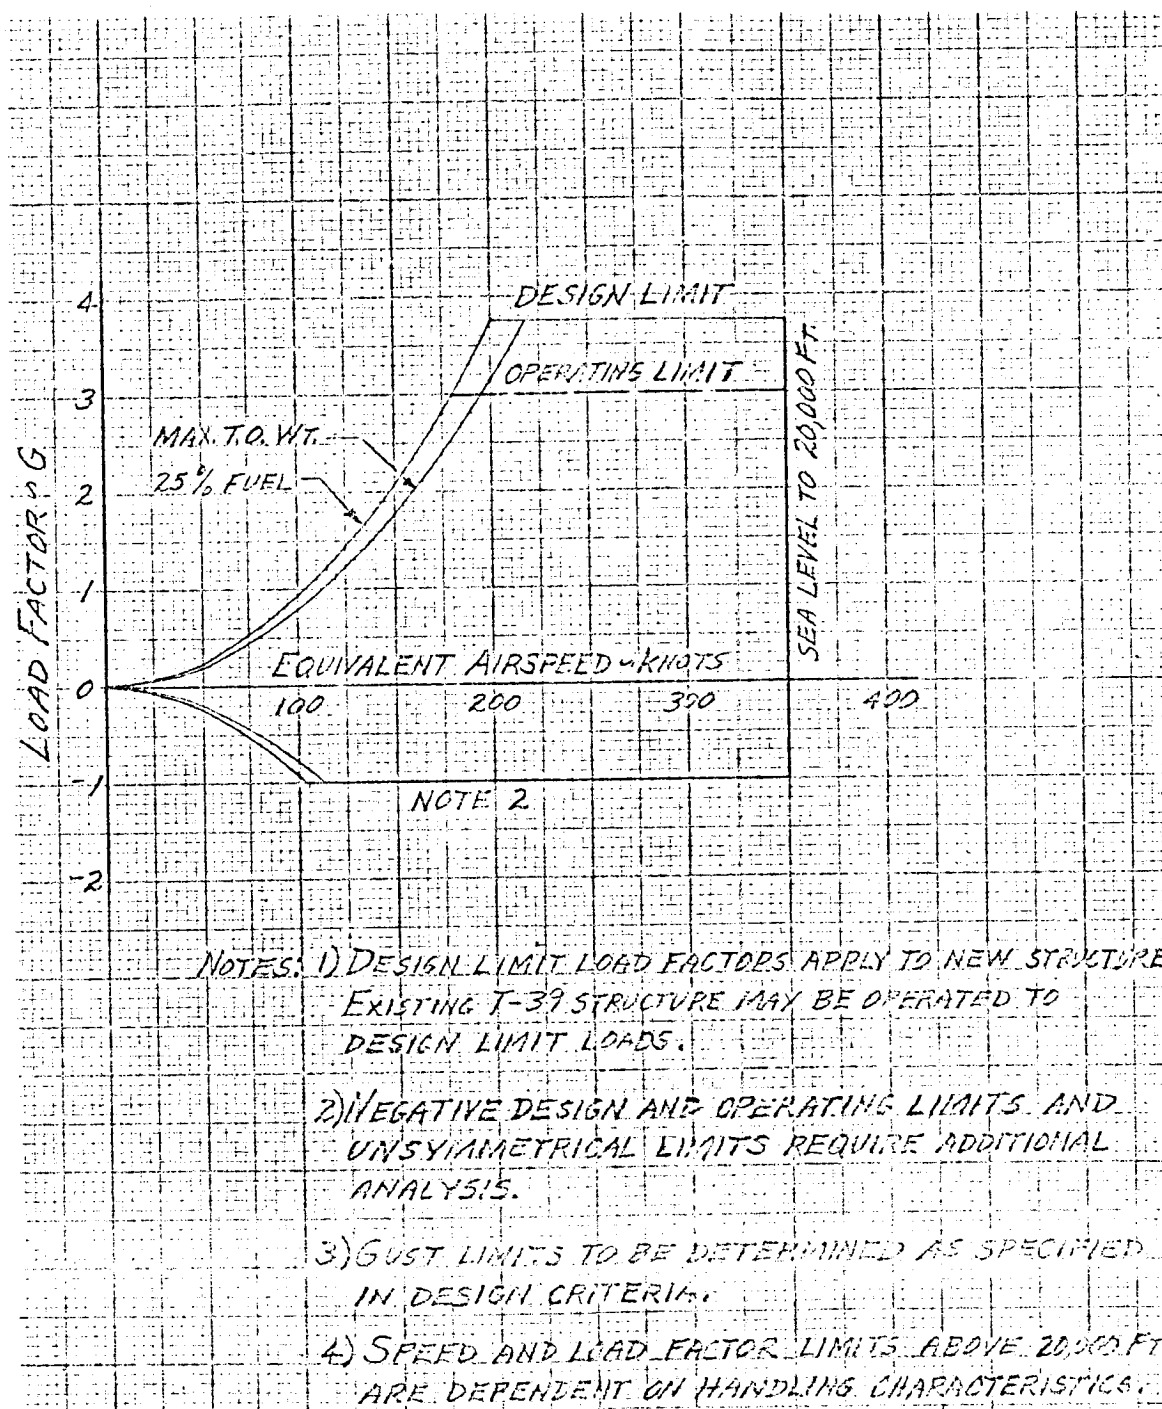 4
DESIGN LIMIT
OPERATING LIMIT
3
MAX. T.O. WT.
25% FUEL
2
1
LOAD FACTOR ~ G
SEA LEVEL TO 20,000 FT.
EQUIVALENT AIRSPEED ~ KNOTS
0
100
200
300
400
-1
NOTE 2
-2
NOTES: 1) DESIGN LIMIT LOAD FACTORS APPLY TO NEW STRUCTURE
EXISTING T-39 STRUCTURE MAY BE OPERATED TO
DESIGN LIMIT LOADS.
2) NEGATIVE DESIGN AND OPERATING LIMITS AND
UNSYMMETRICAL LIMITS REQUIRE ADDITIONAL
ANALYSIS.
3) GUST LIMITS TO BE DETERMINED AS SPECIFIED
IN DESIGN CRITERIA.
4) SPEED AND LOAD FACTOR LIMITS ABOVE 20,000 FT
ARE DEPENDENT ON HANDLING CHARACTERISTICS.